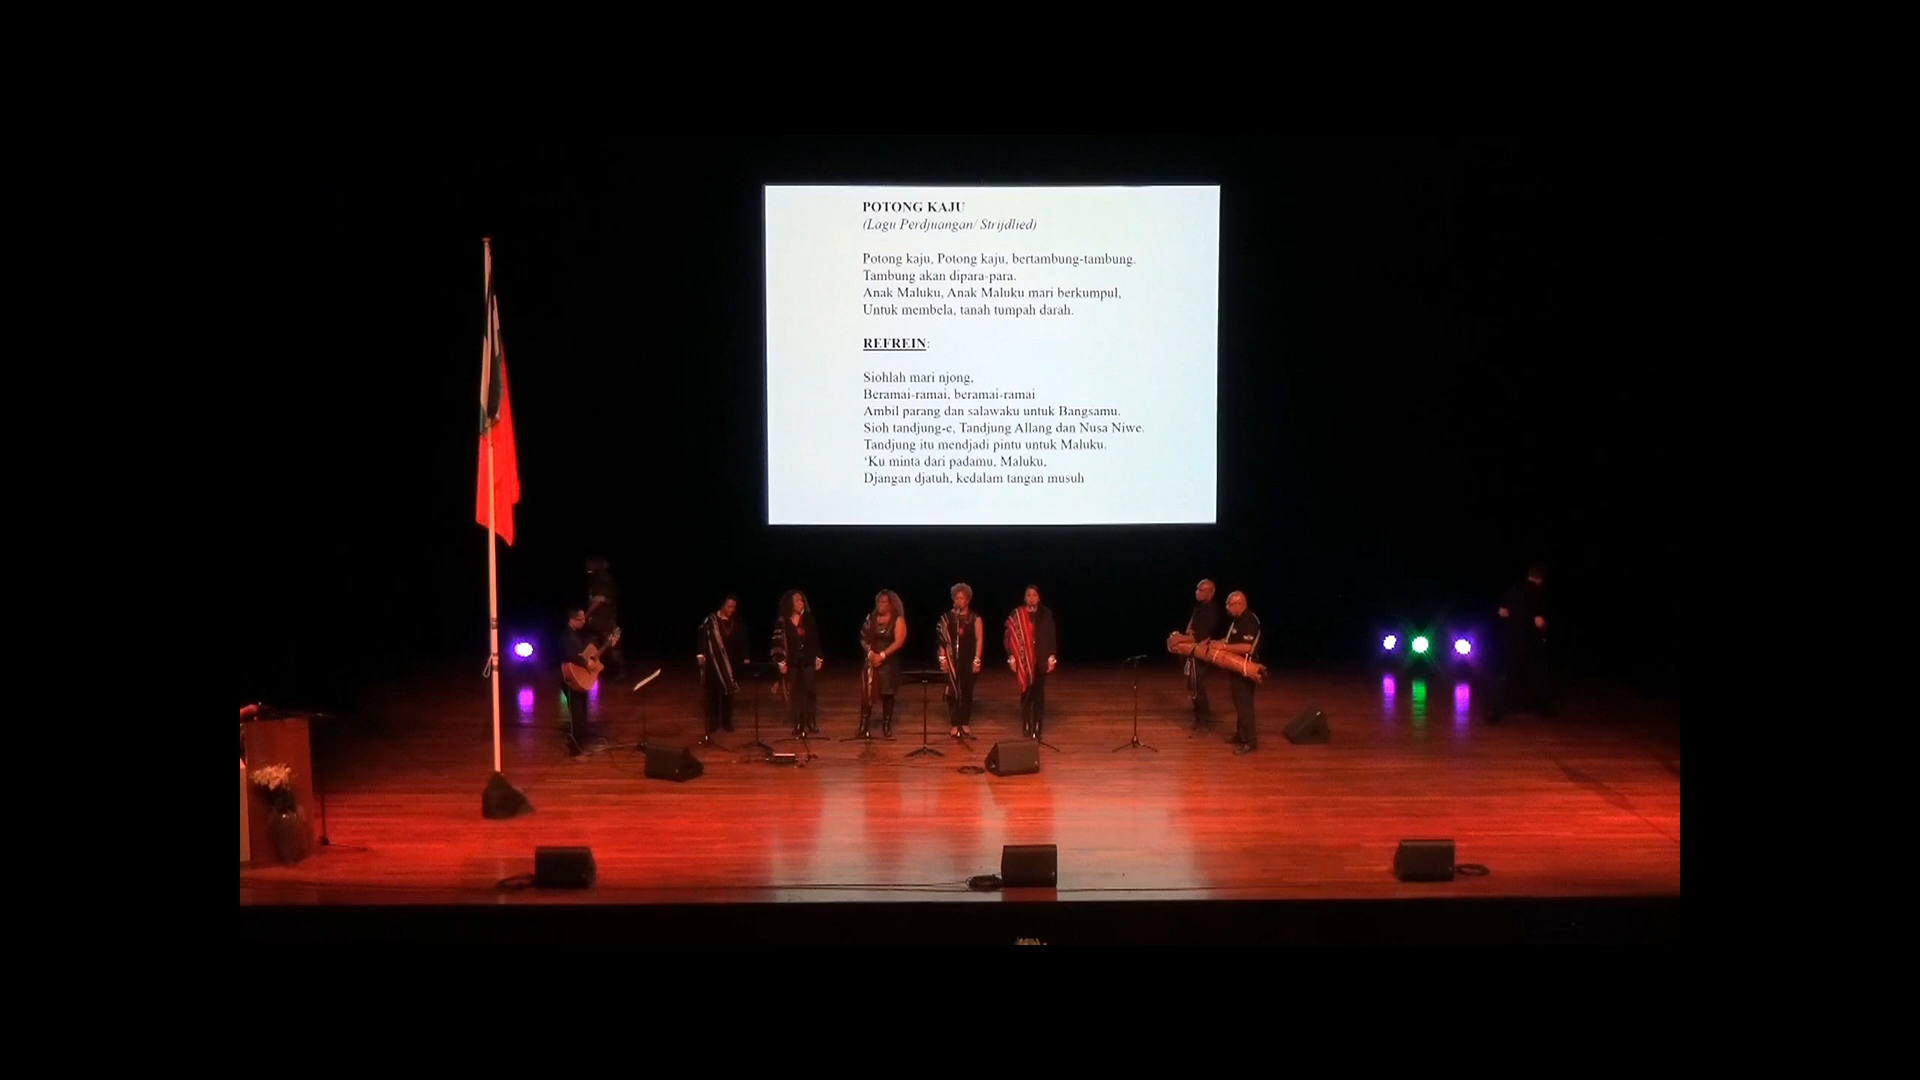 POTONG KAJU
(Lagu Perdjuangan/ Strijdlied)
Potong kaju, Potong kaju, bertambung-tambung.
Tambung akan dipara-para.
Anak Maluku, Anak Maluku mari berkumpul,
Untuk membela, tanah tumpah darah.
REFREIN:
Siohlah mari njong,
Beramai-ramai, beramai-ramai
Ambil parang dan salawaku untuk Bangsamu.
Sioh tandjung-e, Tandjung Allang dan Nusa Niwe.
Tandjung itu mendjadi pintu untuk Maluku.
‘Ku minta dari padamu, Maluku,
Djangan djatuh, kedalam tangan musuh